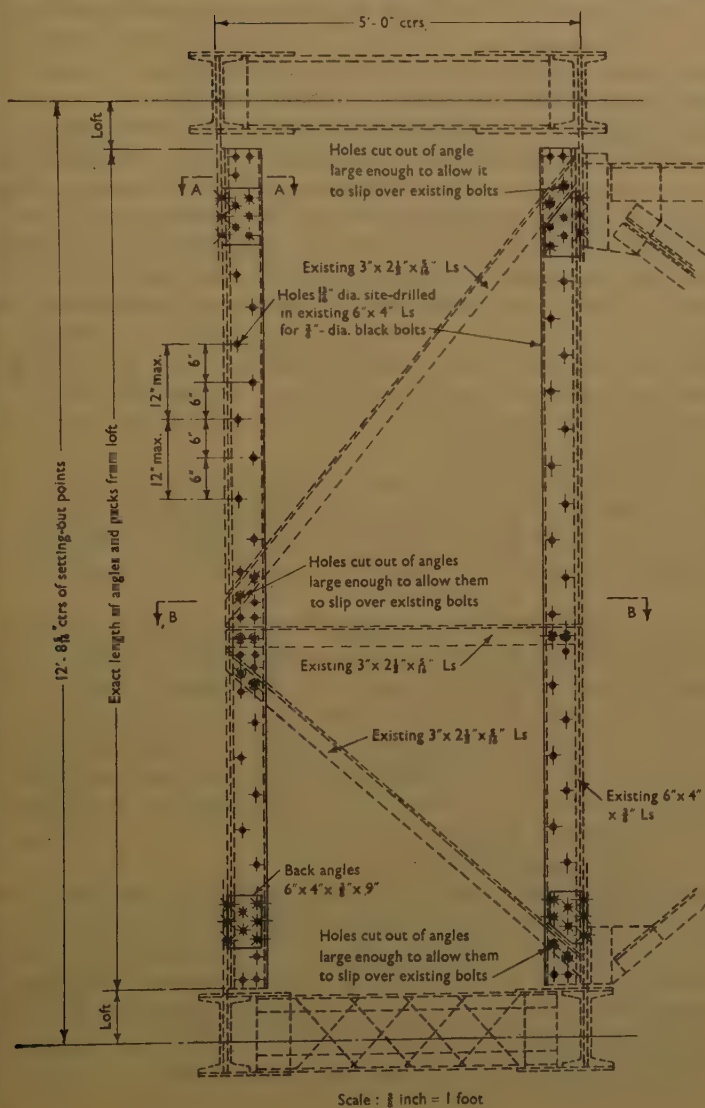 5'-0" ctrs.
Loft
Holes cut out of angle
large enough to allow it
to slip over existing bolts
A
A
Existing 3"x 2½"x 5/16" Ls
Holes 13/16" dia. site-drilled
in existing 6"x 4" Ls
for ¾"-dia. black bolts
12" max.
6"
6"
12" max.
6"
6"
12'-8 5/16" ctrs of setting-out points
Exact length of angles and packs from loft
Holes cut out of angles
large enough to allow them
to slip over existing bolts
B
B
Existing 3"x 2½"x 5/16" Ls
Existing 3"x 2½"x 5/16" Ls
Existing 6"x 4"
x ⅜" Ls
Back angles
6"x 4"x ⅜"x 9"
Holes cut out of angles
large enough to allow them
to slip over existing bolts
Loft
Scale : inch = 1 foot